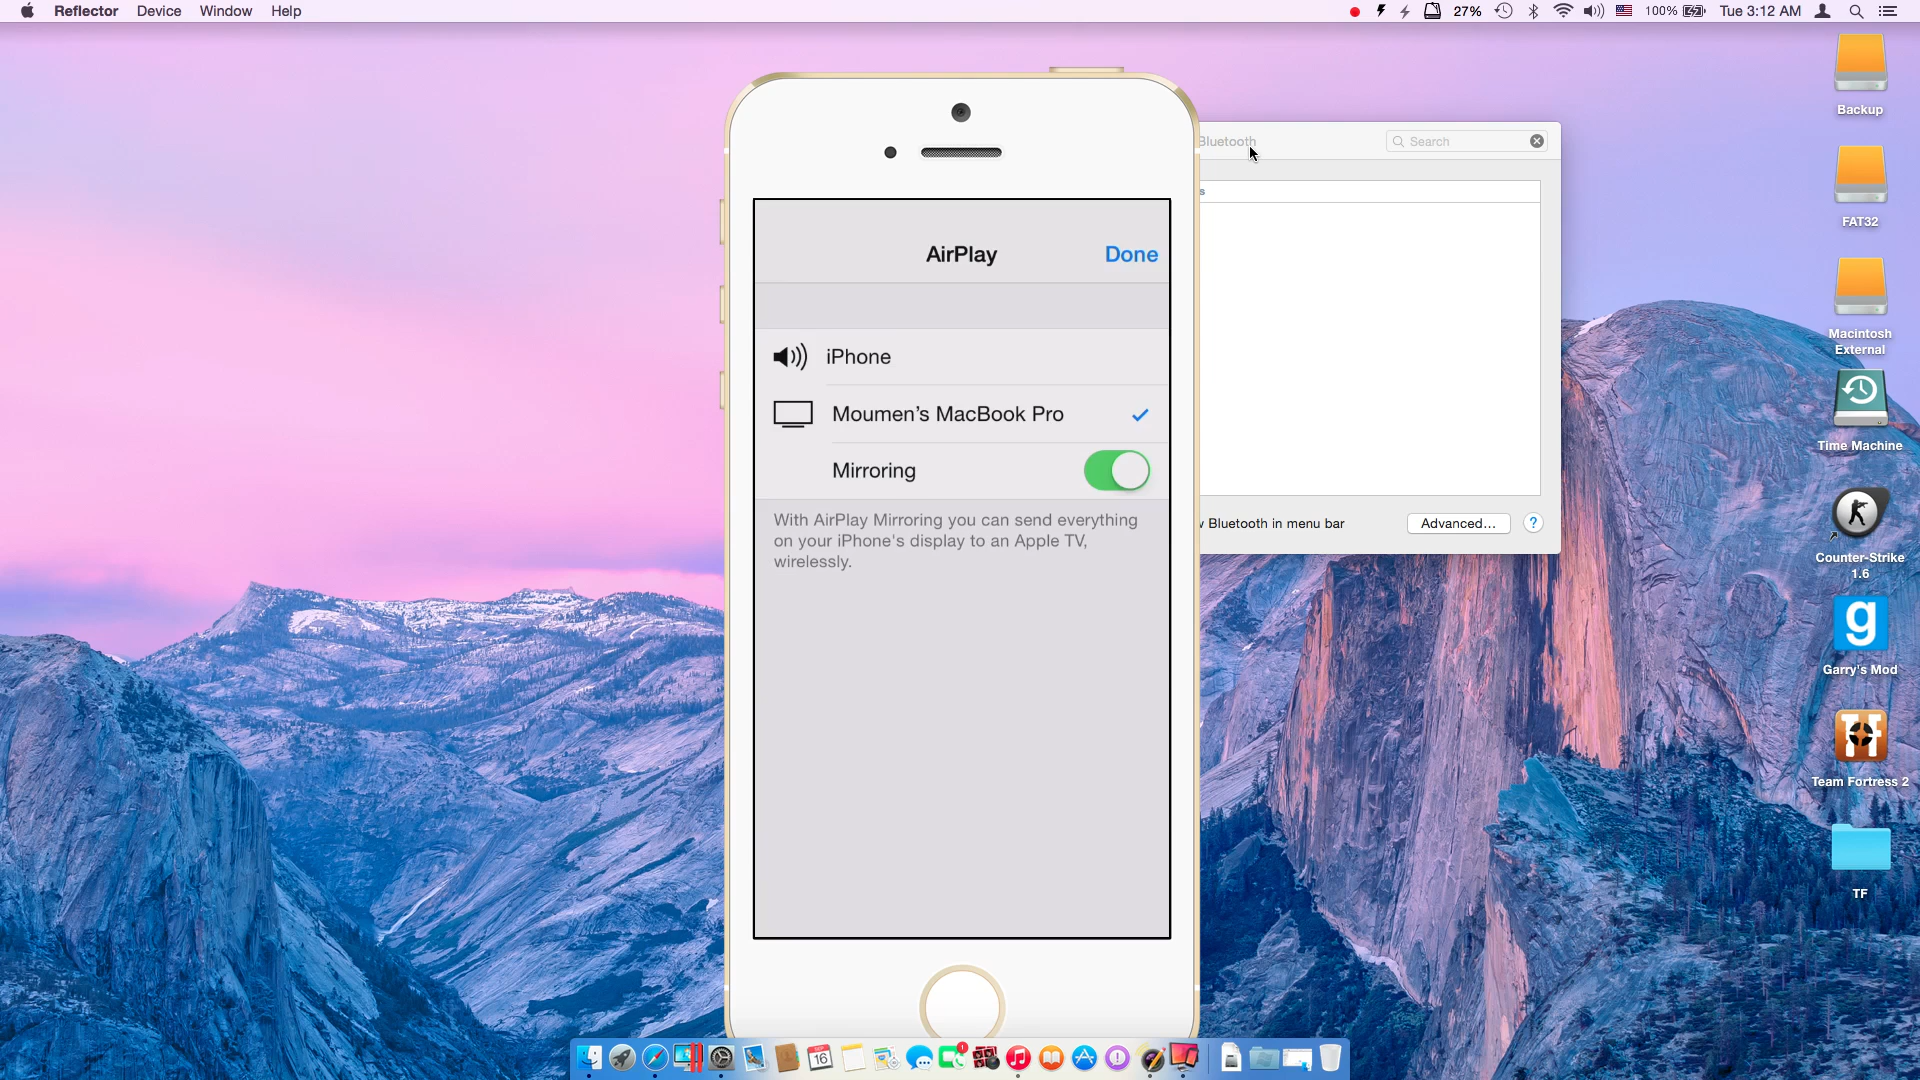 Reflector Device Window Help
27% 100% Tue 3:12 AM
Backup
Bluetooth Search
s
FAT32
AirPlay Done
iPhone
Macintosh
External
Moumen's MacBook Pro
Time Machine
Mirroring
With AirPlay Mirroring you can send everything
on your iPhone's display to an Apple TV,
wirelessly.
Bluetooth in menu bar Advanced... ?
Counter-Strike
1.6
g
Garry's Mod
Team Fortress 2
TF
16